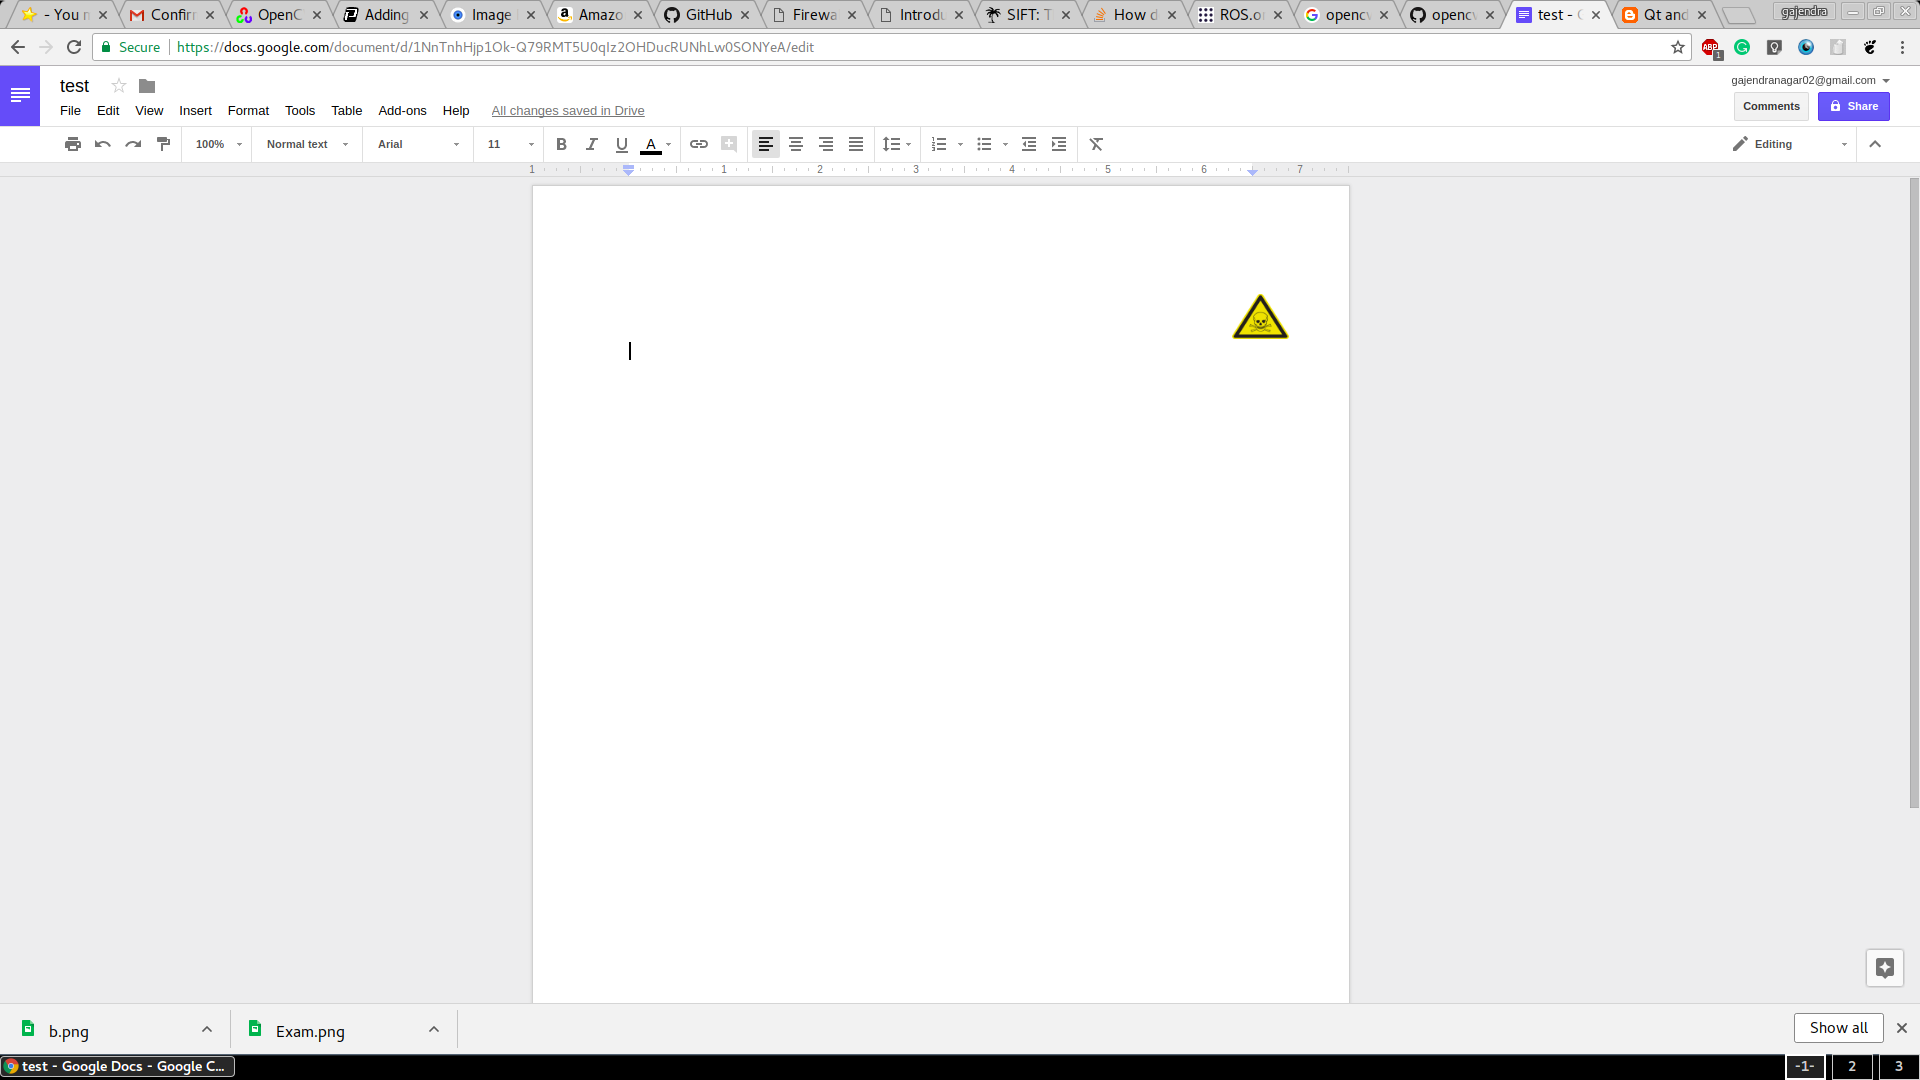 - You n
Confirm
OpenC
Adding
Image
Amazo
GitHub
Firewa
Introdu
SIFT: T
How d
ROS.o
opencv
opencv
test - G
Qt and
gajendra
Secure
https://docs.google.com/document/d/1NnTnhHjp1Ok-Q79RMT5U0qIz2OHDucRUNhLw0SONYeA/edit
ABP
1
test
gajendranagar02@gmail.com
File Edit View Insert Format Tools Table Add-ons Help All changes saved in Drive
Comments
Share
100% Normal text Arial 11 B I U A Editing
1 1 2 3 4 5 6 7
b.png
Exam.png
Show all
test - Google Docs - Google C...
-1- 2 3